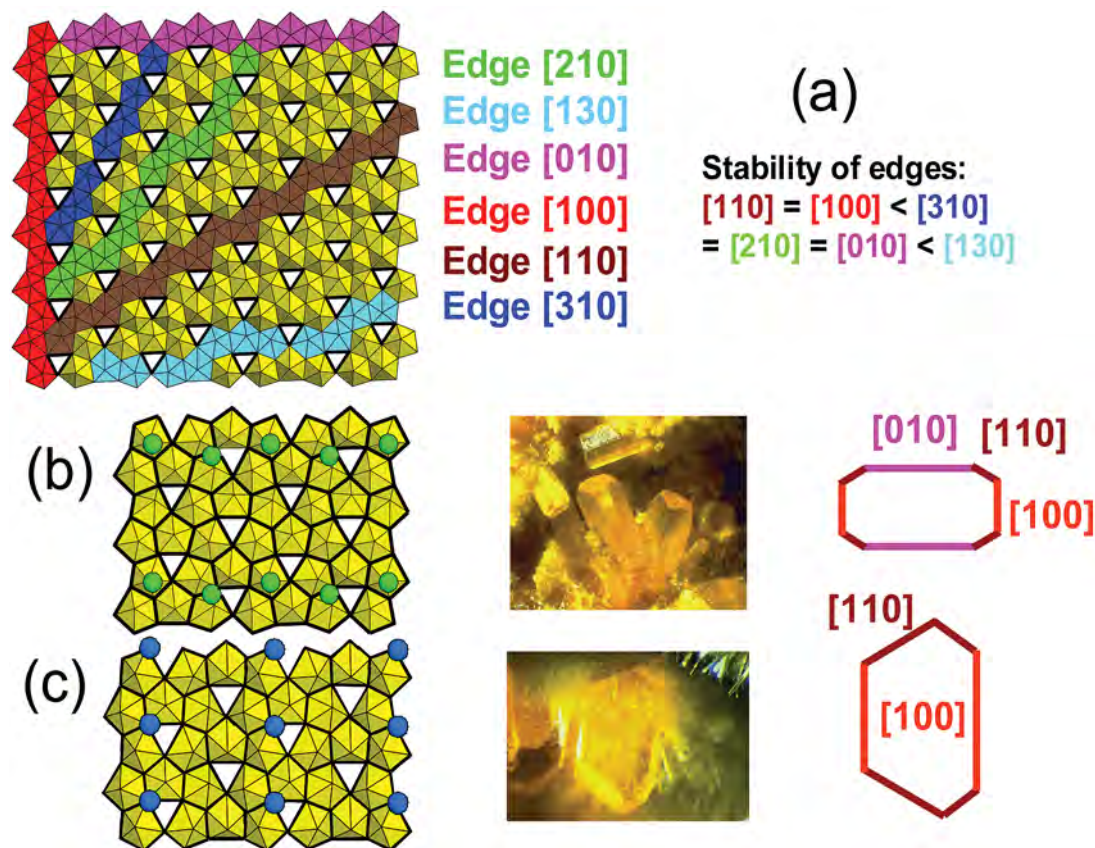 Edge [210]
Edge [130]
Edge [010]
Edge [100]
Edge [110]
Edge [310]
(a)
Stability of edges:
[110] = [100] < [310]
= [210] = [010] < [130]
(b)
[010] [110]
[100]
(c)
[110]
[100]